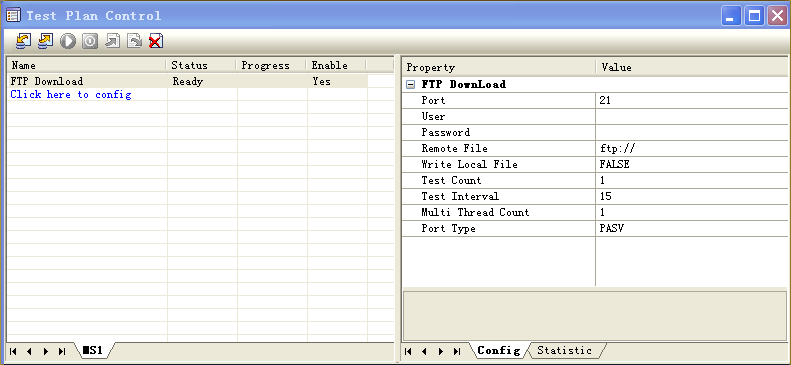 Test Plan Control
Name Status Progress Enable
FTP Download Ready Yes
Click here to config
MS1
Property Value
FTP DownLoad
Port 21
User
Password
Remote File ftp://
Write Local File FALSE
Test Count 1
Test Interval 15
Multi Thread Count 1
Port Type PASV
Config Statistic